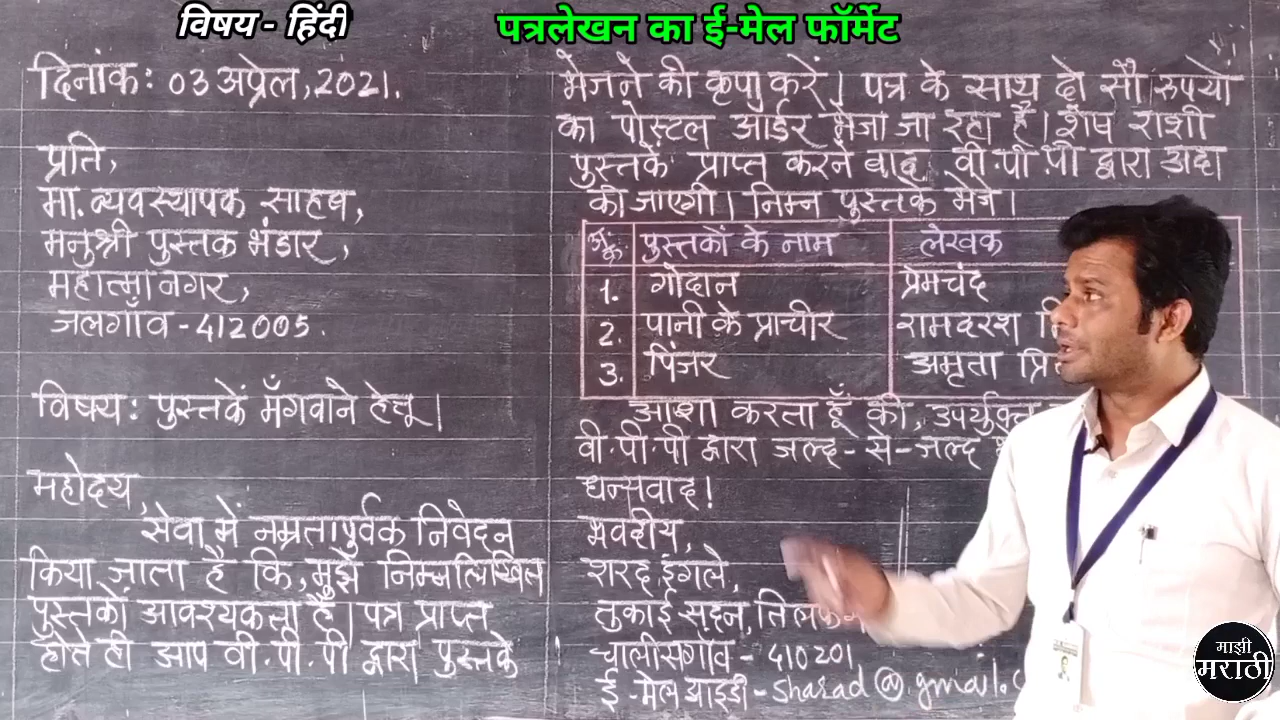 विषय - हिंदी
पत्रलेखन का ई-मेल फॉर्मेट
दिनांक: 03 अप्रेल, 2021.
प्रति,
मा. व्यवस्थापक साहब,
मनुश्री पुस्तक भंडार,
महात्मा नगर,
जलगाँव - 412005.
विषय: पुस्तकें मँगवाने हेतू।
महोदय,
सेवा में नम्रतापुर्वक निवेदन
किया जाता है कि, मुझे निम्नलिखित
पुस्तकों आवश्यकता है। पत्र प्राप्त
होते ही आप वी.पी.पी द्वारा पुस्तके
भेजने की कृपा करें। पत्र के साथ दो सौ रूपयों
का पोस्टल आर्डर भेजा जा रहा है। शेष राशी
पुस्तकें प्राप्त करने बाद वी.पी.पी द्वारा अदा
की जाएगी। निम्न पुस्तकें भेजे।
अ.क्र. पुस्तकों के नाम लेखक
1. गोदान प्रेमचंद
2. पानी के प्राचीर रामदरश
3. पिंजर अमृता
आशा करता हूँ की, उपर्युक्त
वी.पी.पी द्वारा जल्द - से - जल्द
धन्सवाद!
भवदीय,
शरद इंगले,
तुकाई सदन,
चालीसगाँव - 410201
ई - मेल आइडी - sharad@gmail.
माझी
मराठी